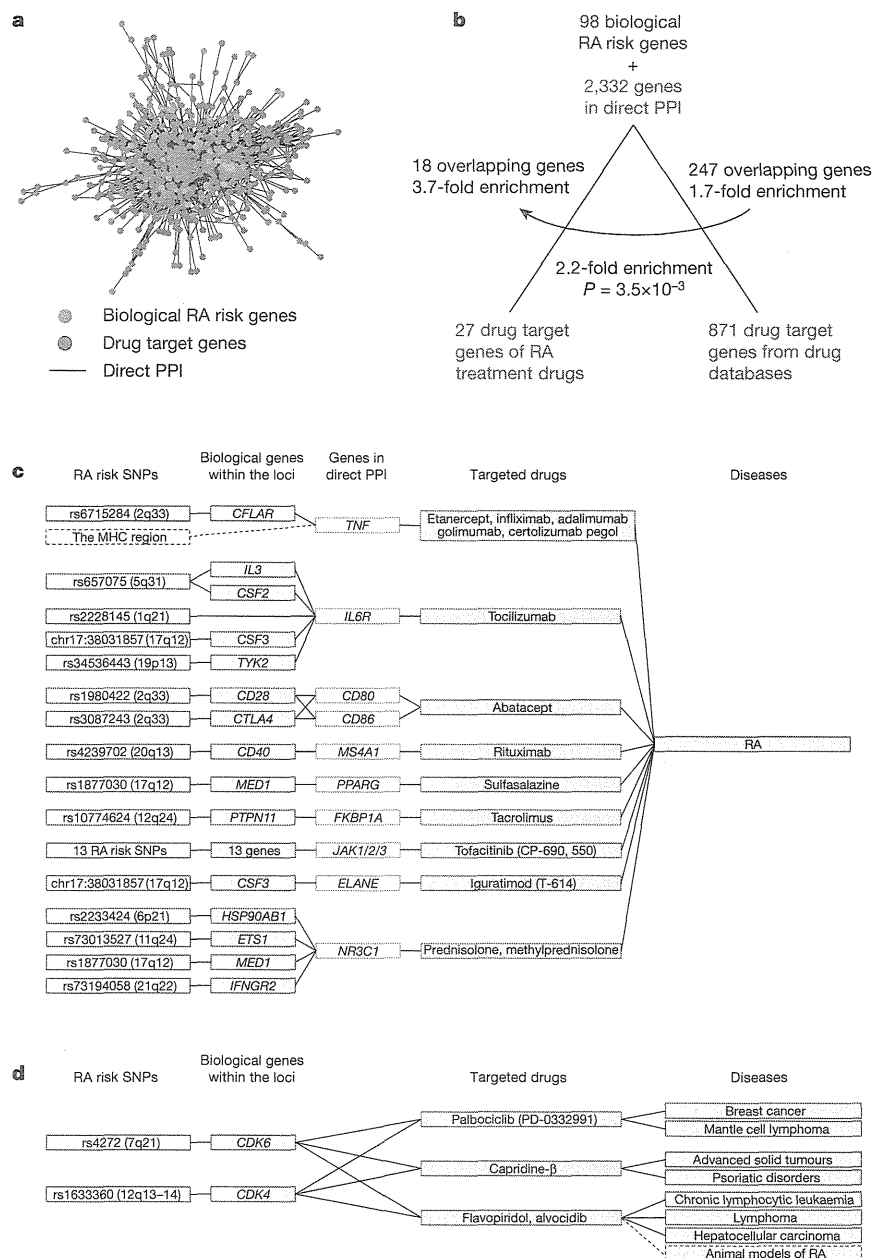 a
Biological RA risk genes
Drug target genes
Direct PPI
b
98 biological
RA risk genes
+
2,332 genes
in direct PPI
18 overlapping genes
3.7-fold enrichment
247 overlapping genes
1.7-fold enrichment
2.2-fold enrichment
P = 3.5×10⁻³
27 drug target
genes of RA
treatment drugs
871 drug target
genes from drug
databases
c
RA risk SNPs
Biological genes
within the loci
Genes in
direct PPI
Targeted drugs
Diseases
rs6715284 (2q33)
CFLAR
The MHC region
TNF
Etanercept, infliximab, adalimumab
golimumab, certolizumab pegol
rs657075 (5q31)
IL3
CSF2
rs2228145 (1q21)
IL6R
Tocilizumab
chr17:38031857 (17q12)
CSF3
rs34536443 (19p13)
TYK2
rs1980422 (2q33)
CD28
CD80
rs3087243 (2q33)
CTLA4
CD86
Abatacept
rs4239702 (20q13)
CD40
MS4A1
Rituximab
RA
rs1877030 (17q12)
MED1
PPARG
Sulfasalazine
rs10774624 (12q24)
PTPN11
FKBP1A
Tacrolimus
13 RA risk SNPs
13 genes
JAK1/2/3
Tofacitinib (CP-690, 550)
chr17:38031857 (17q12)
CSF3
ELANE
Iguratimod (T-614)
rs2233424 (6p21)
HSP90AB1
rs73013527 (11q24)
ETS1
rs1877030 (17q12)
MED1
rs73194058 (21q22)
IFNGR2
NR3C1
Prednisolone, methylprednisolone
d
RA risk SNPs
Biological genes
within the loci
Targeted drugs
Diseases
rs4272 (7q21)
CDK6
rs1633360 (12q13–14)
CDK4
Palbociclib (PD-0332991)
Breast cancer
Mantle cell lymphoma
Capridine-β
Advanced solid tumours
Psoriatic disorders
Flavopiridol, alvocidib
Chronic lymphocytic leukaemia
Lymphoma
Hepatocellular carcinoma
Animal models of RA